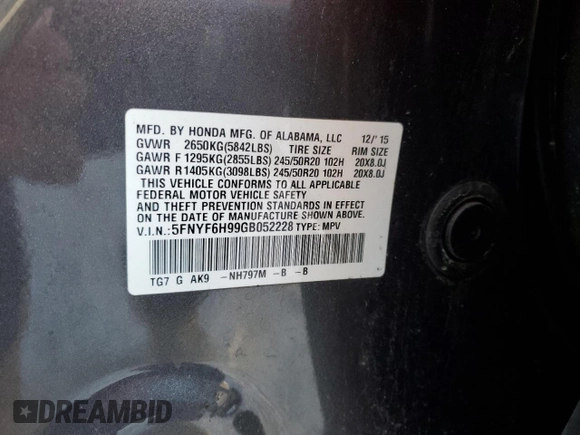 MFD. BY HONDA MFG. OF ALABAMA, LLC 12/'15
GVWR 2650KG(5842LBS) TIRE SIZE RIM SIZE
GAWR F 1295KG(2855LBS) 245/50R20 102H 20X8.0J
GAWR R 1405KG(3098LBS) 245/50R20 102H 20X8.0J
THIS VEHICLE CONFORMS TO ALL APPLICABLE
FEDERAL MOTOR VEHICLE SAFETY
AND THEFT PREVENTION STANDARDS IN EFFECT
ON THE DATE OF MANUFACTURE SHOWN ABOVE.
V.I.N.: 5FNYF6H99GB052228 TYPE: MPV
TG7 G AK9 -NH797M -B -B
DREAMBID